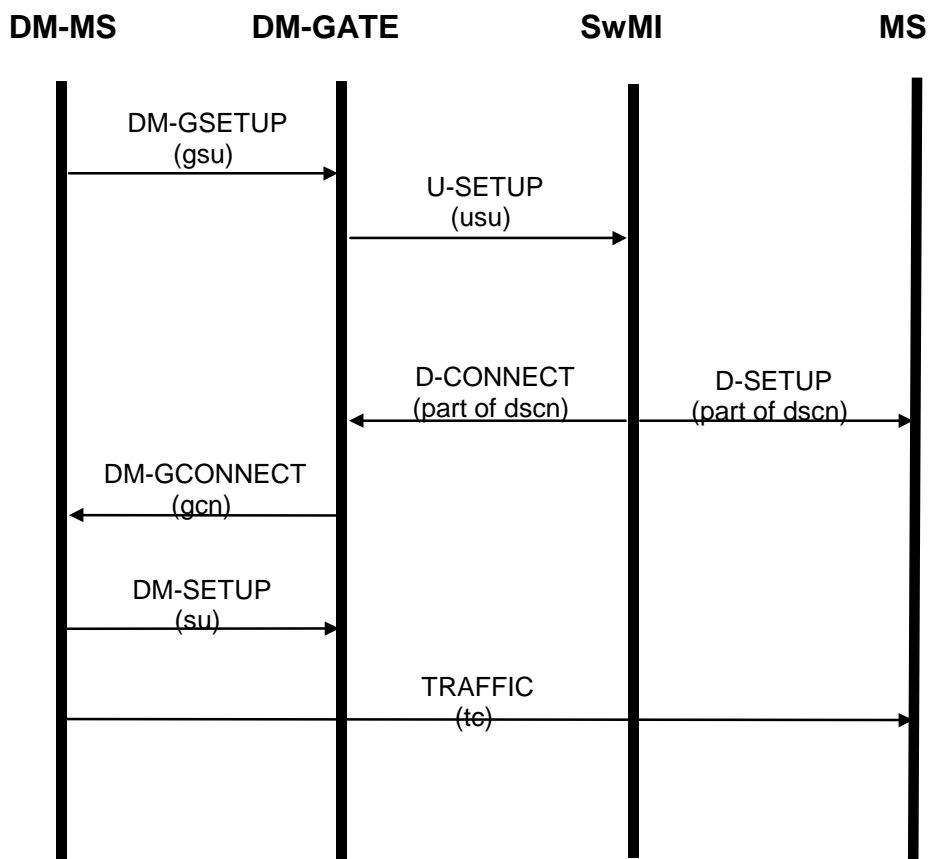 DM-MS DM-GATE SwMI MS
DM-GSETUP
(gsu)
U-SETUP
(usu)
D-CONNECT
(part of dscn)
D-SETUP
(part of dscn)
DM-GCONNECT
(gcn)
DM-SETUP
(su)
TRAFFIC
(tc)